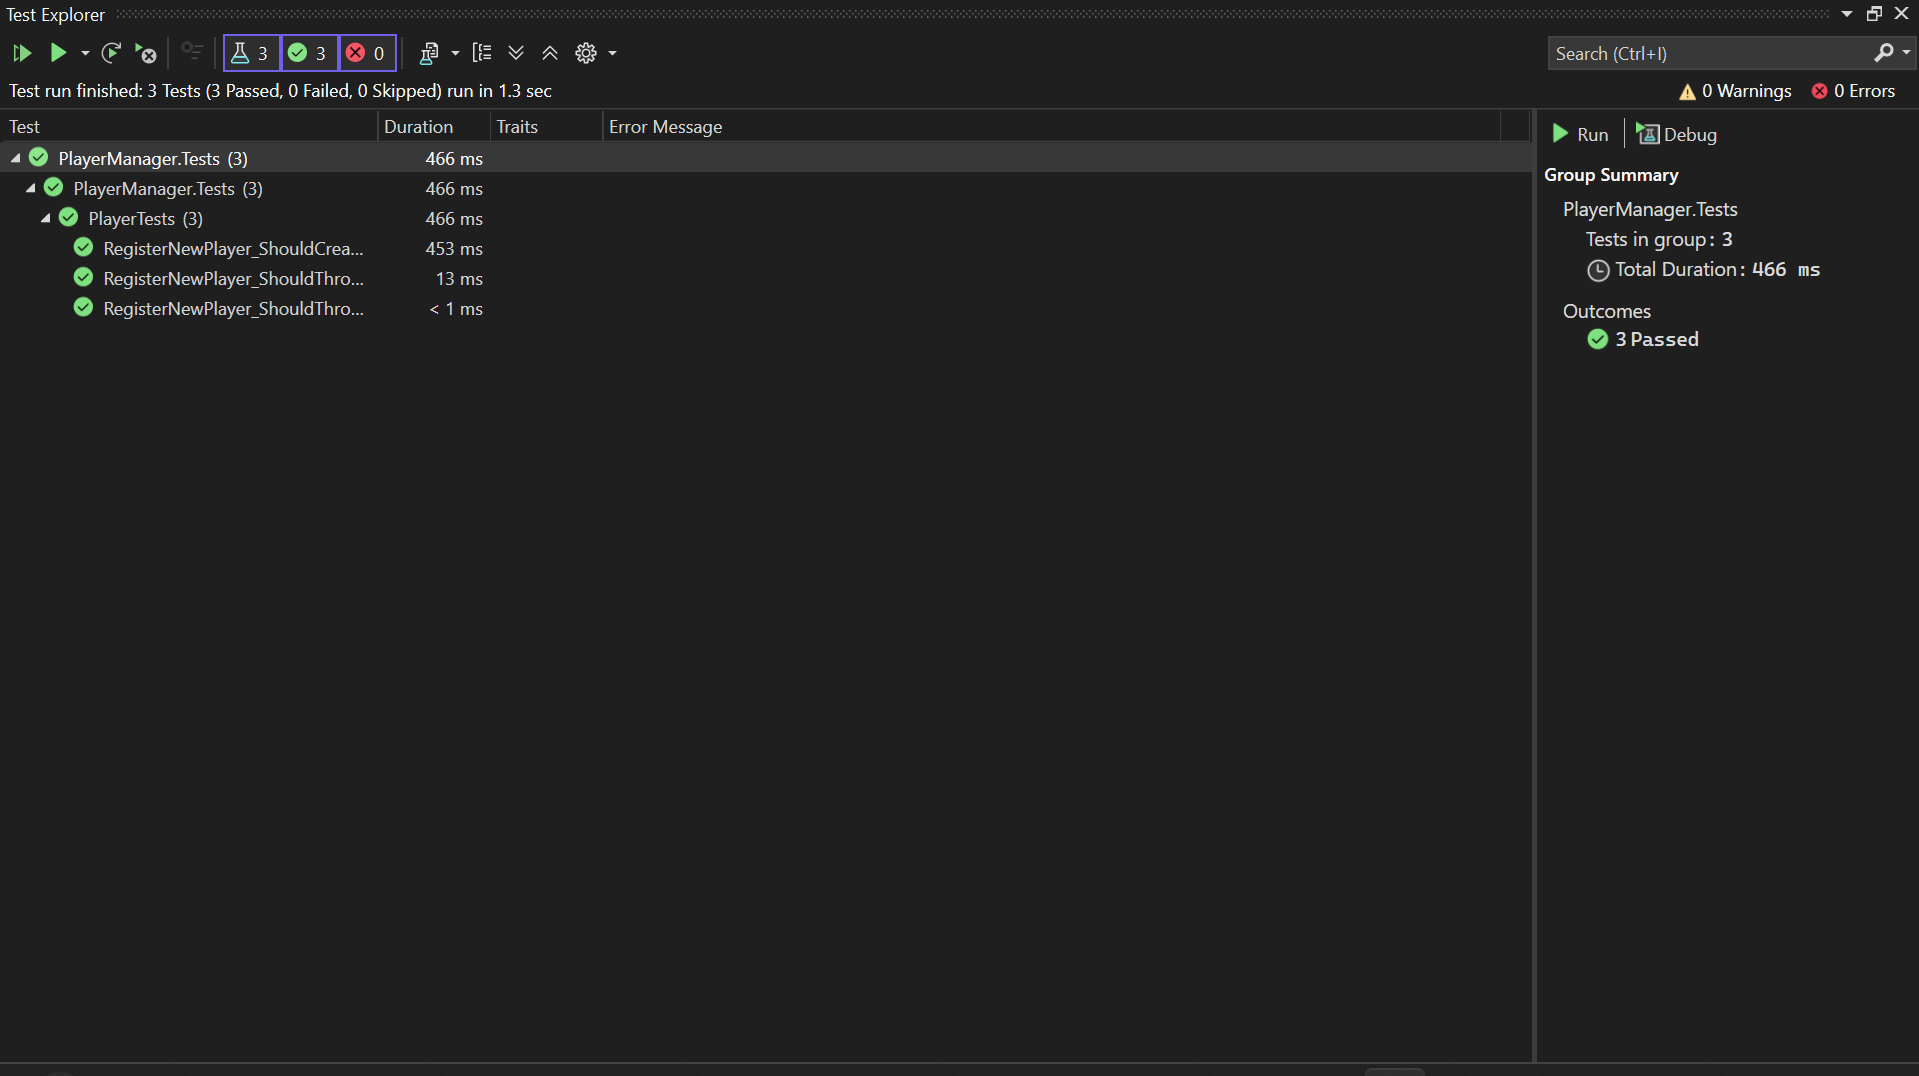 Test Explorer
3 3 0
Search (Ctrl+I)
Test run finished: 3 Tests (3 Passed, 0 Failed, 0 Skipped) run in 1.3 sec
0 Warnings 0 Errors
Test Duration Traits Error Message
PlayerManager.Tests (3) 466 ms
PlayerManager.Tests (3) 466 ms
PlayerTests (3) 466 ms
RegisterNewPlayer_ShouldCrea... 453 ms
RegisterNewPlayer_ShouldThro... 13 ms
RegisterNewPlayer_ShouldThro... < 1 ms
Run Debug
Group Summary
PlayerManager.Tests
Tests in group: 3
Total Duration: 466 ms
Outcomes
3 Passed